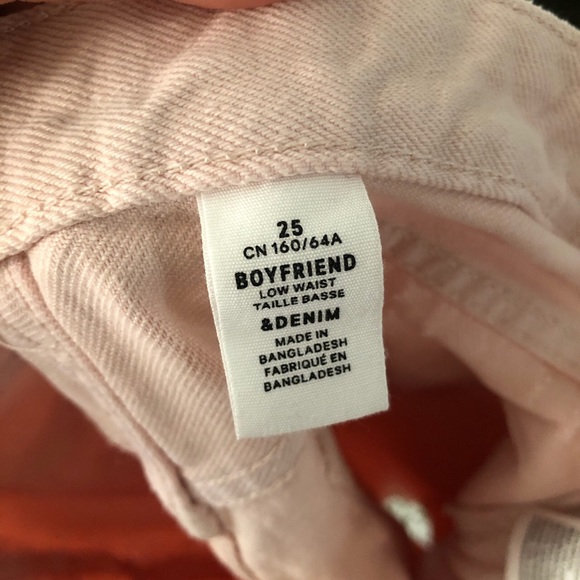 25
CN 160/64A
BOYFRIEND
LOW WAIST
TAILLE BASSE
&DENIM
MADE IN
BANGLADESH
FABRIQUÉ EN
BANGLADESH